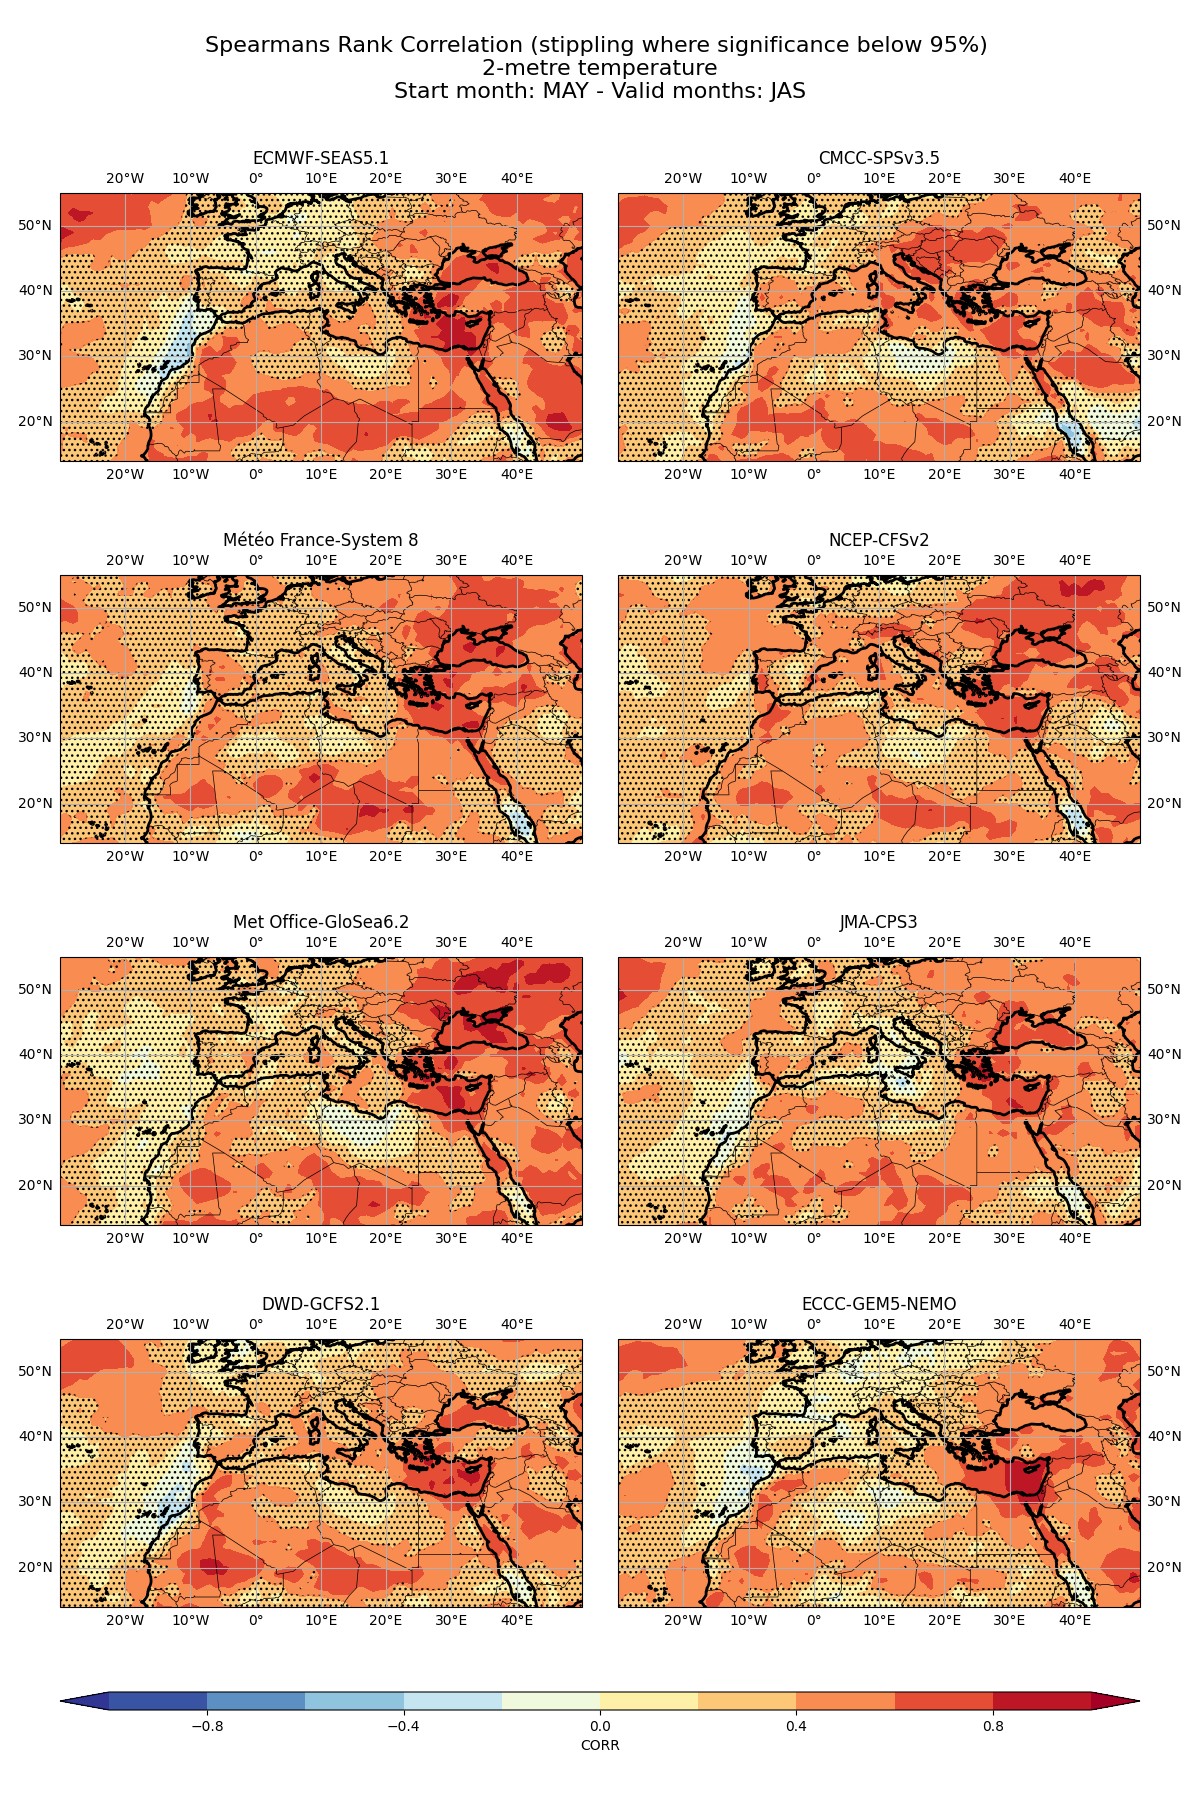 Spearmans Rank Correlation (stippling where significance below 95%)
2-metre temperature
Start month: MAY - Valid months: JAS
ECMWF-SEAS5.1
20°W 10°W 0° 10°E 20°E 30°E 40°E
50°N
40°N
30°N
20°N
20°W 10°W 0° 10°E 20°E 30°E 40°E
CMCC-SPSv3.5
20°W 10°W 0° 10°E 20°E 30°E 40°E
50°N
40°N
30°N
20°N
20°W 10°W 0° 10°E 20°E 30°E 40°E
Météo France-System 8
20°W 10°W 0° 10°E 20°E 30°E 40°E
50°N
40°N
30°N
20°N
20°W 10°W 0° 10°E 20°E 30°E 40°E
NCEP-CFSv2
20°W 10°W 0° 10°E 20°E 30°E 40°E
50°N
40°N
30°N
20°N
20°W 10°W 0° 10°E 20°E 30°E 40°E
Met Office-GloSea6.2
20°W 10°W 0° 10°E 20°E 30°E 40°E
50°N
40°N
30°N
20°N
20°W 10°W 0° 10°E 20°E 30°E 40°E
JMA-CPS3
20°W 10°W 0° 10°E 20°E 30°E 40°E
50°N
40°N
30°N
20°N
20°W 10°W 0° 10°E 20°E 30°E 40°E
DWD-GCFS2.1
20°W 10°W 0° 10°E 20°E 30°E 40°E
50°N
40°N
30°N
20°N
20°W 10°W 0° 10°E 20°E 30°E 40°E
ECCC-GEM5-NEMO
20°W 10°W 0° 10°E 20°E 30°E 40°E
50°N
40°N
30°N
20°N
20°W 10°W 0° 10°E 20°E 30°E 40°E
−0.8 −0.4 0.0 0.4 0.8
CORR